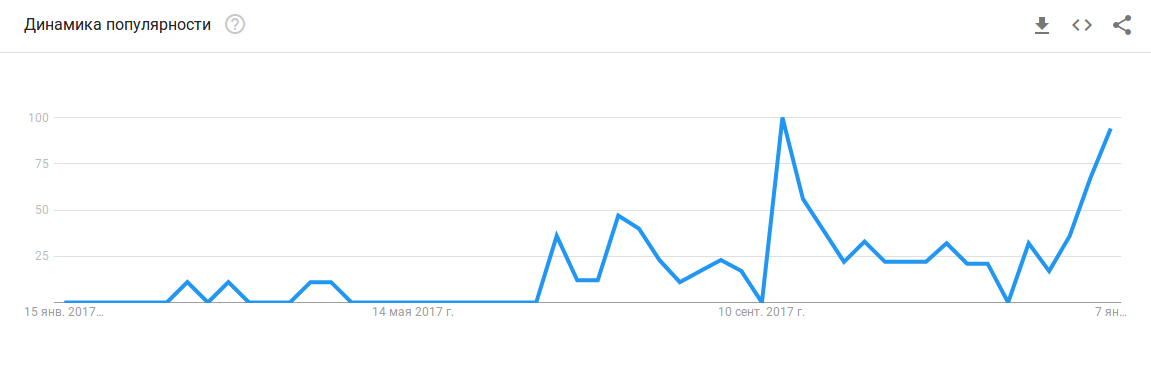 Динамика популярности ?
100
75
50
25
15 янв. 2017…
14 мая 2017 г.
10 сент. 2017 г.
7 ян…